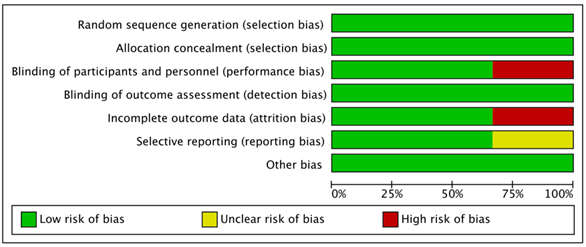 Random sequence generation (selection bias)
Allocation concealment (selection bias)
Blinding of participants and personnel (performance bias)
Blinding of outcome assessment (detection bias)
Incomplete outcome data (attrition bias)
Selective reporting (reporting bias)
Other bias
0% 25% 50% 75% 100%
Low risk of bias Unclear risk of bias High risk of bias